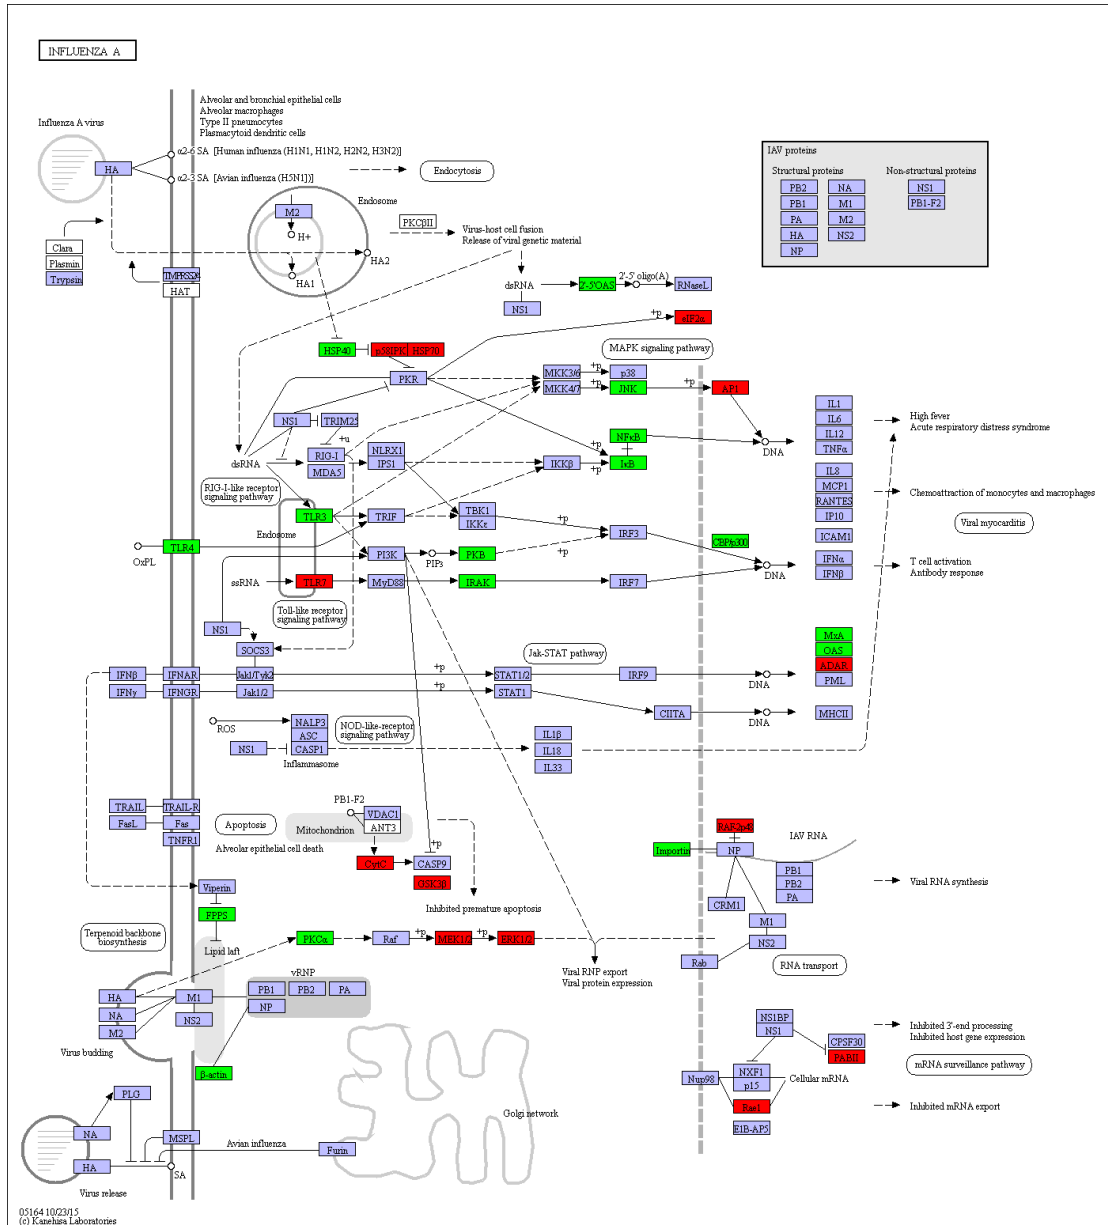 INFLUENZA A
Alveolar and bronchial epithelial cells
Alveolar macrophages
Type II pneumocytes
Plasmacytoid dendritic cells
Influenza A virus
HA
α2-6 SA [Human influenza (H1N1, H1N2, H2N2, H3N2)]
α2-3 SA [Avian influenza (H5N1])]
Endocytosis
IAV proteins
Structural proteins
Non-structural proteins
PB2
NA
NS1
PB1
M1
PB1-F2
PA
M2
HA
NS2
NP
Endosome
M2
H+
HA1
HA2
PKCβII
Virus-host cell fusion
Release of viral genetic material
Clara
Plasmin
Trypsin
HAT
dsRNA
NS1
2'-5'OAS
2'-5' oligo(A)
RNaseL
+p
eIF2α
HSP40
p58IPK
HSP70
PKR
MAPK signaling pathway
MKK3/6
+p
p38
MKK4/7
+p
JNK
+p
AP1
NS1
TRIM25
+u
dsRNA
RIG-I
MDA5
NLRX1
IPS1
IKKβ
+p
+p
NFκB
IκB
DNA
IL1
IL6
IL12
TNFα
High fever
Acute respiratory distress syndrome
IL8
MCP1
RANTES
IP10
Chemoattraction of monocytes and macrophages
Viral myocarditis
ICAM1
IFNα
IFNβ
T cell activation
Antibody response
RIG-I-like receptor
signaling pathway
Endosome
TLR3
TRIF
TBK1
IKKε
+p
IRF3
CBP/p300
OxPL
TLR4
PI3K
PIP3
PKB
+p
ssRNA
TLR7
MyD88
IRAK
+p
IRF7
DNA
Toll-like receptor
signaling pathway
NS1
SOCS3
Jak-STAT pathway
MxA
OAS
ADAR
PML
IFNβ
IFNAR
Jak1/Tyk2
+p
STAT1/2
IRF9
DNA
IFNγ
IFNGR
Jak1/2
+p
STAT1
CIITA
DNA
MHCII
ROS
NALP3
ASC
CASP1
NS1
Inflammasome
NOD-like-receptor
signaling pathway
IL1β
IL18
IL33
TRAIL
TRAIL-R
FasL
Fas
TNFR1
Apoptosis
Alveolar epithelial cell death
PB1-F2
VDAC1
ANT3
Mitochondrion
CytC
+p
CASP9
GSK3β
Inhibited premature apoptosis
Importin
NP
IAV RNA
PB1
PB2
PA
CRM1
M1
NS2
Rab
Viral RNA synthesis
RNA transport
Viperin
FPPS
Terpenoid backbone
biosynthesis
Lipid laft
PKCα
Raf
+p
MEK1/2
+p
ERK1/2
Viral RNP export
Viral protein expression
vRNP
PB1
PB2
PA
NP
HA
NA
M2
M1
NS2
Virus budding
β-actin
NS1BP
NS1
CPSF30
PABII
Inhibited 3'-end processing
Inhibited host gene expression
mRNA surveillance pathway
Nup98
NXF1
p15
Cellular mRNA
Rae1
E1B-AP5
Inhibited mRNA export
Golgi network
PLG
NA
MSPL
HA
SA
Avian influenza
Furin
Virus release
05164 10/23/15
(c) Kanehisa Laboratories